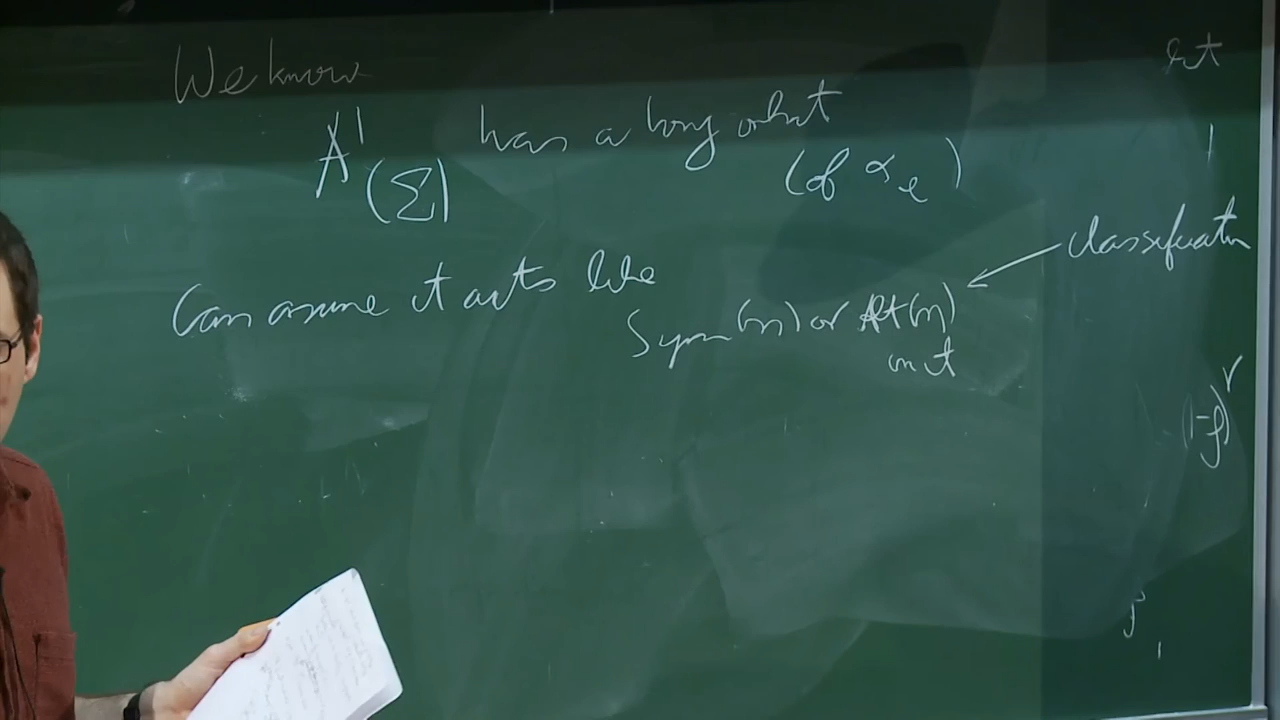 We know
A' (Σ) has a long orbit
(of α_e)
Can assume it acts like
Sym(n) or Alt(n)
on it
classification
(1-ρ)^r